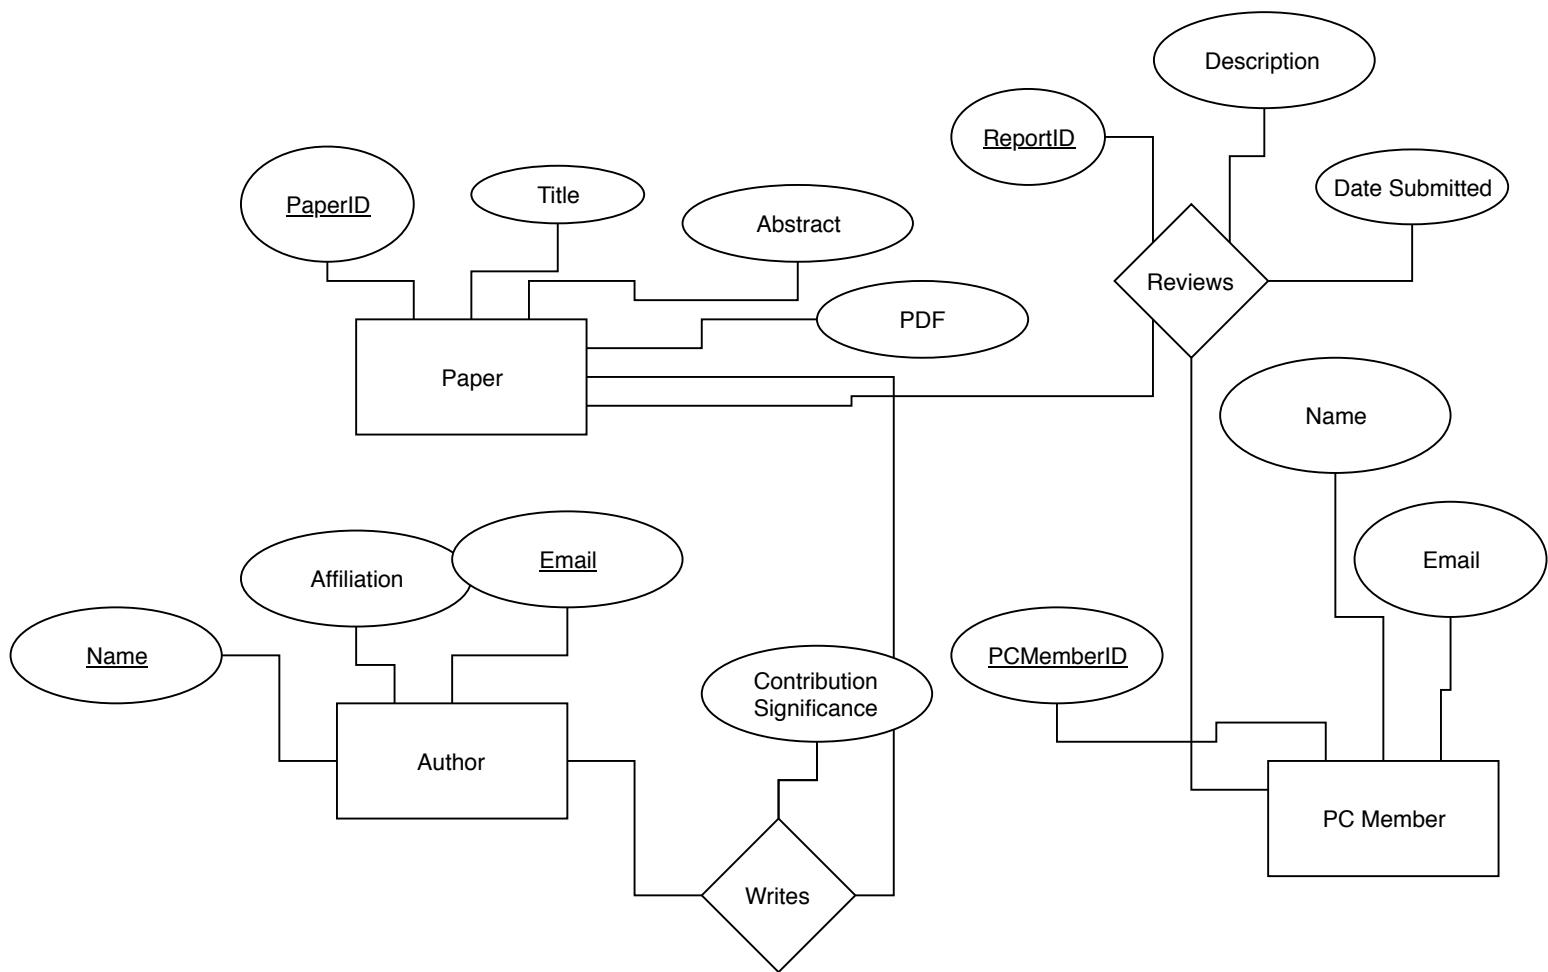 Description
ReportID
Date Submitted
PaperID
Title
Abstract
Reviews
PDF
Paper
Name
Affiliation
Email
Email
Name
PCMemberID
Contribution
Significance
Author
PC Member
Writes